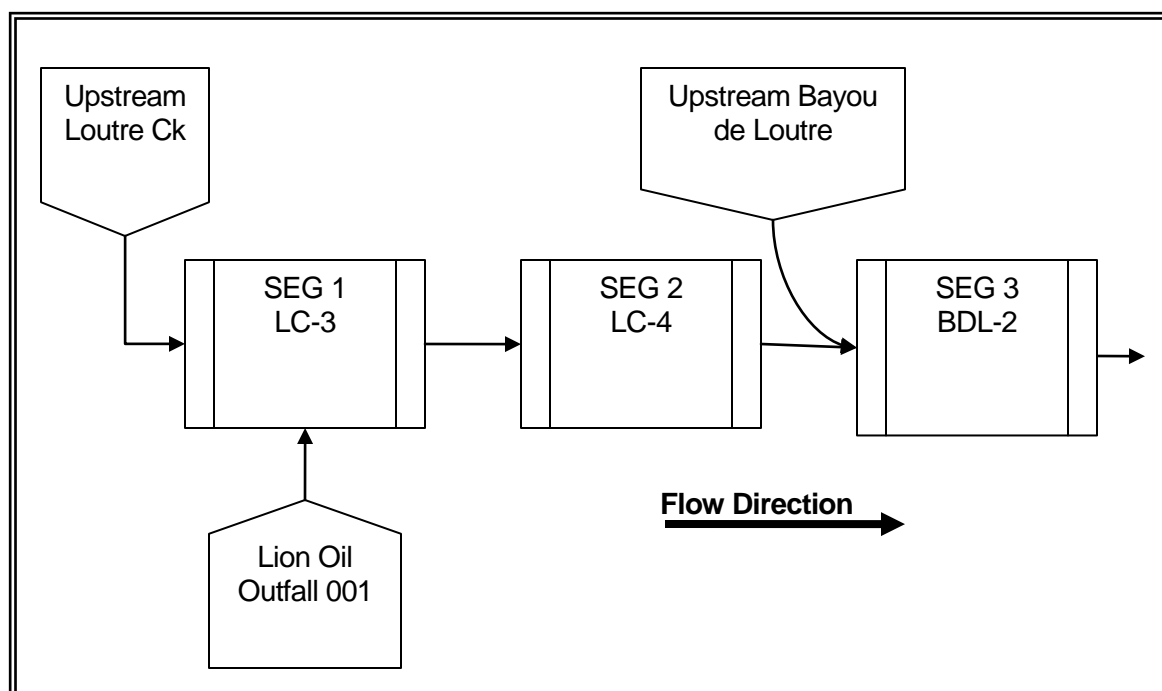 Upstream
Loutre Ck
Upstream Bayou
de Loutre
SEG 1
LC-3
SEG 2
LC-4
SEG 3
BDL-2
Flow Direction
Lion Oil
Outfall 001